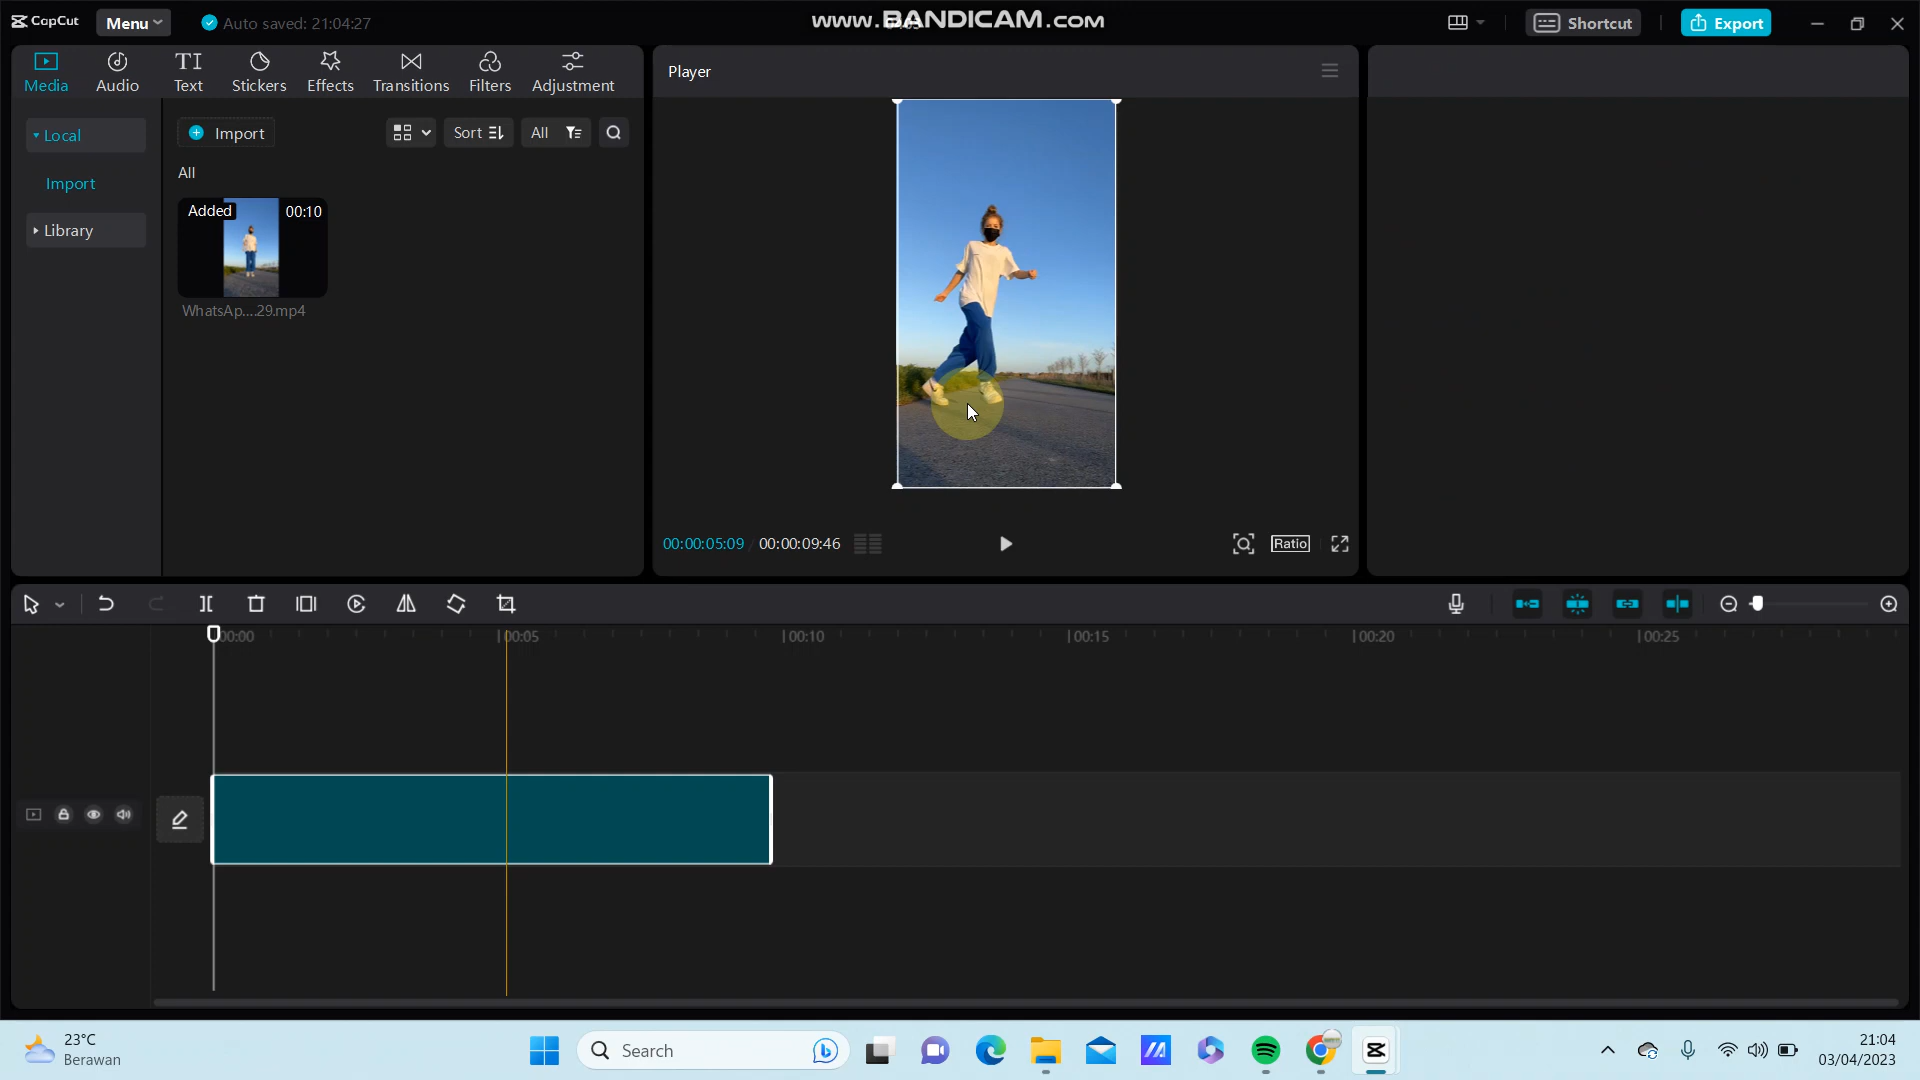 CapCut
Menu
Auto saved: 21:04:27
www.BANDICAM.COM
Shortcut
Export
Media
Audio
Text
Stickers
Effects
Transitions
Filters
Adjustment
Player
Local
Import
Library
Import
Sort
All
All
Added
00:10
WhatsAp....29.mp4
00:00:05:09 / 00:00:09:46
Ratio
00:00
00:05
00:10
00:15
00:20
00:25
23°C
Berawan
Search
21:04
03/04/2023